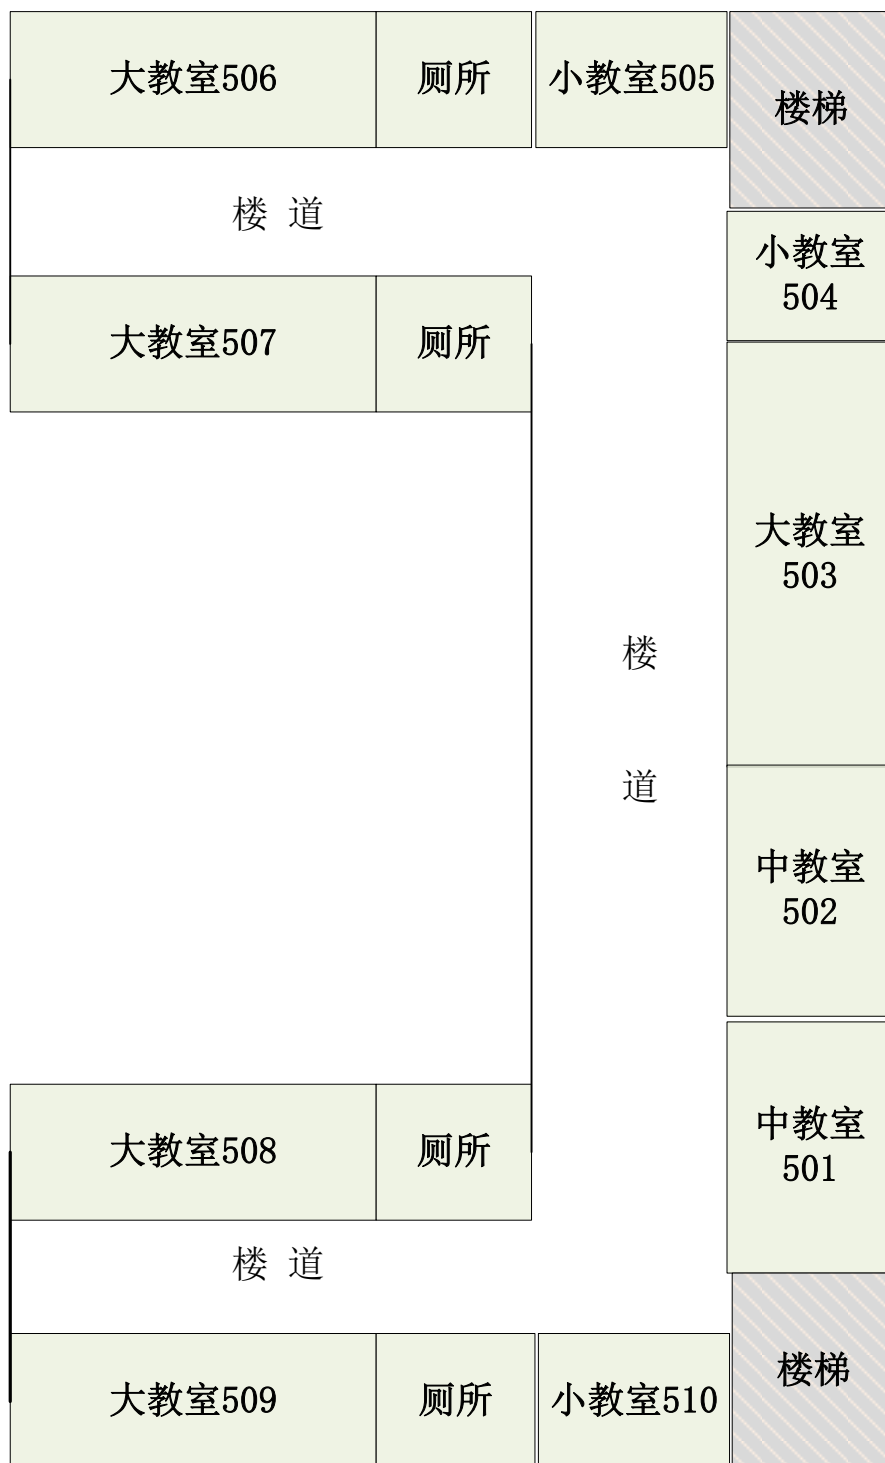 大教室506
厕所
小教室505
楼梯
楼 道
小教室
504
大教室507
厕所
大教室
503
楼
道
中教室
502
中教室
501
大教室508
厕所
楼 道
大教室509
厕所
小教室510
楼梯